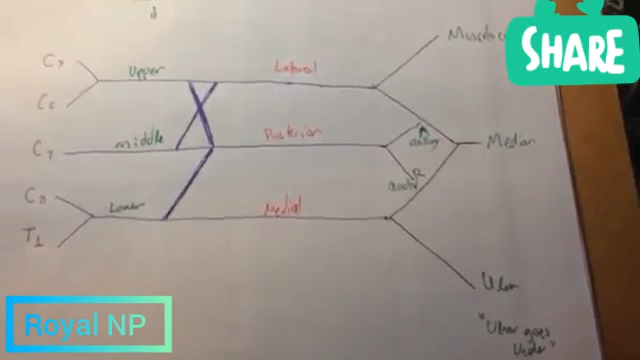 SHARE
C5
Upper
Lateral
C6
C7
middle
Posterior
Median
C8
Lower
Medial
T1
Ulnar
"Ulnar goes
Under"
Royal NP